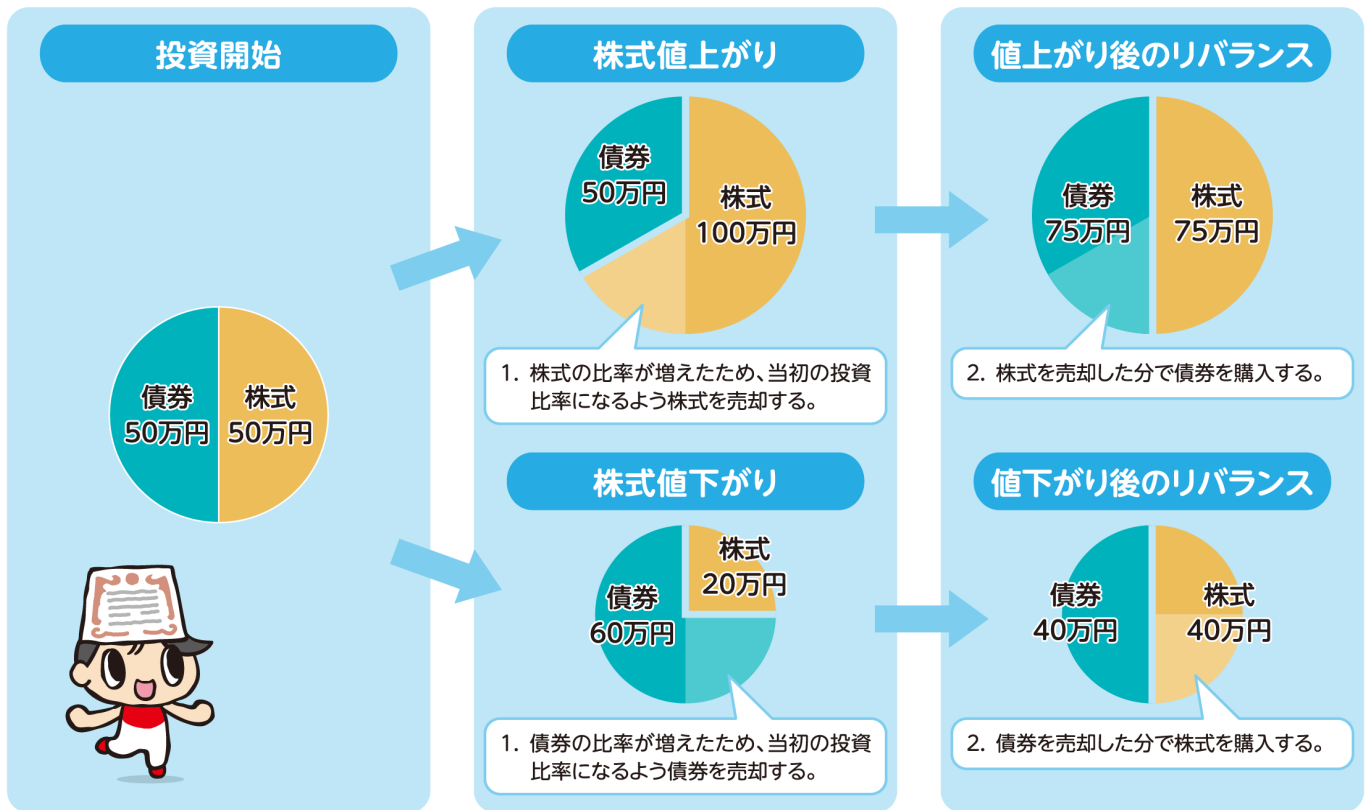 投資開始
債券
50万円
株式
50万円
株式値上がり
債券
50万円
株式
100万円
1. 株式の比率が増えたため、当初の投資
比率になるよう株式を売却する。
値上がり後のリバランス
債券
75万円
株式
75万円
2. 株式を売却した分で債券を購入する。
株式値下がり
債券
60万円
株式
20万円
1. 債券の比率が増えたため、当初の投資
比率になるよう債券を売却する。
値下がり後のリバランス
債券
40万円
株式
40万円
2. 債券を売却した分で株式を購入する。